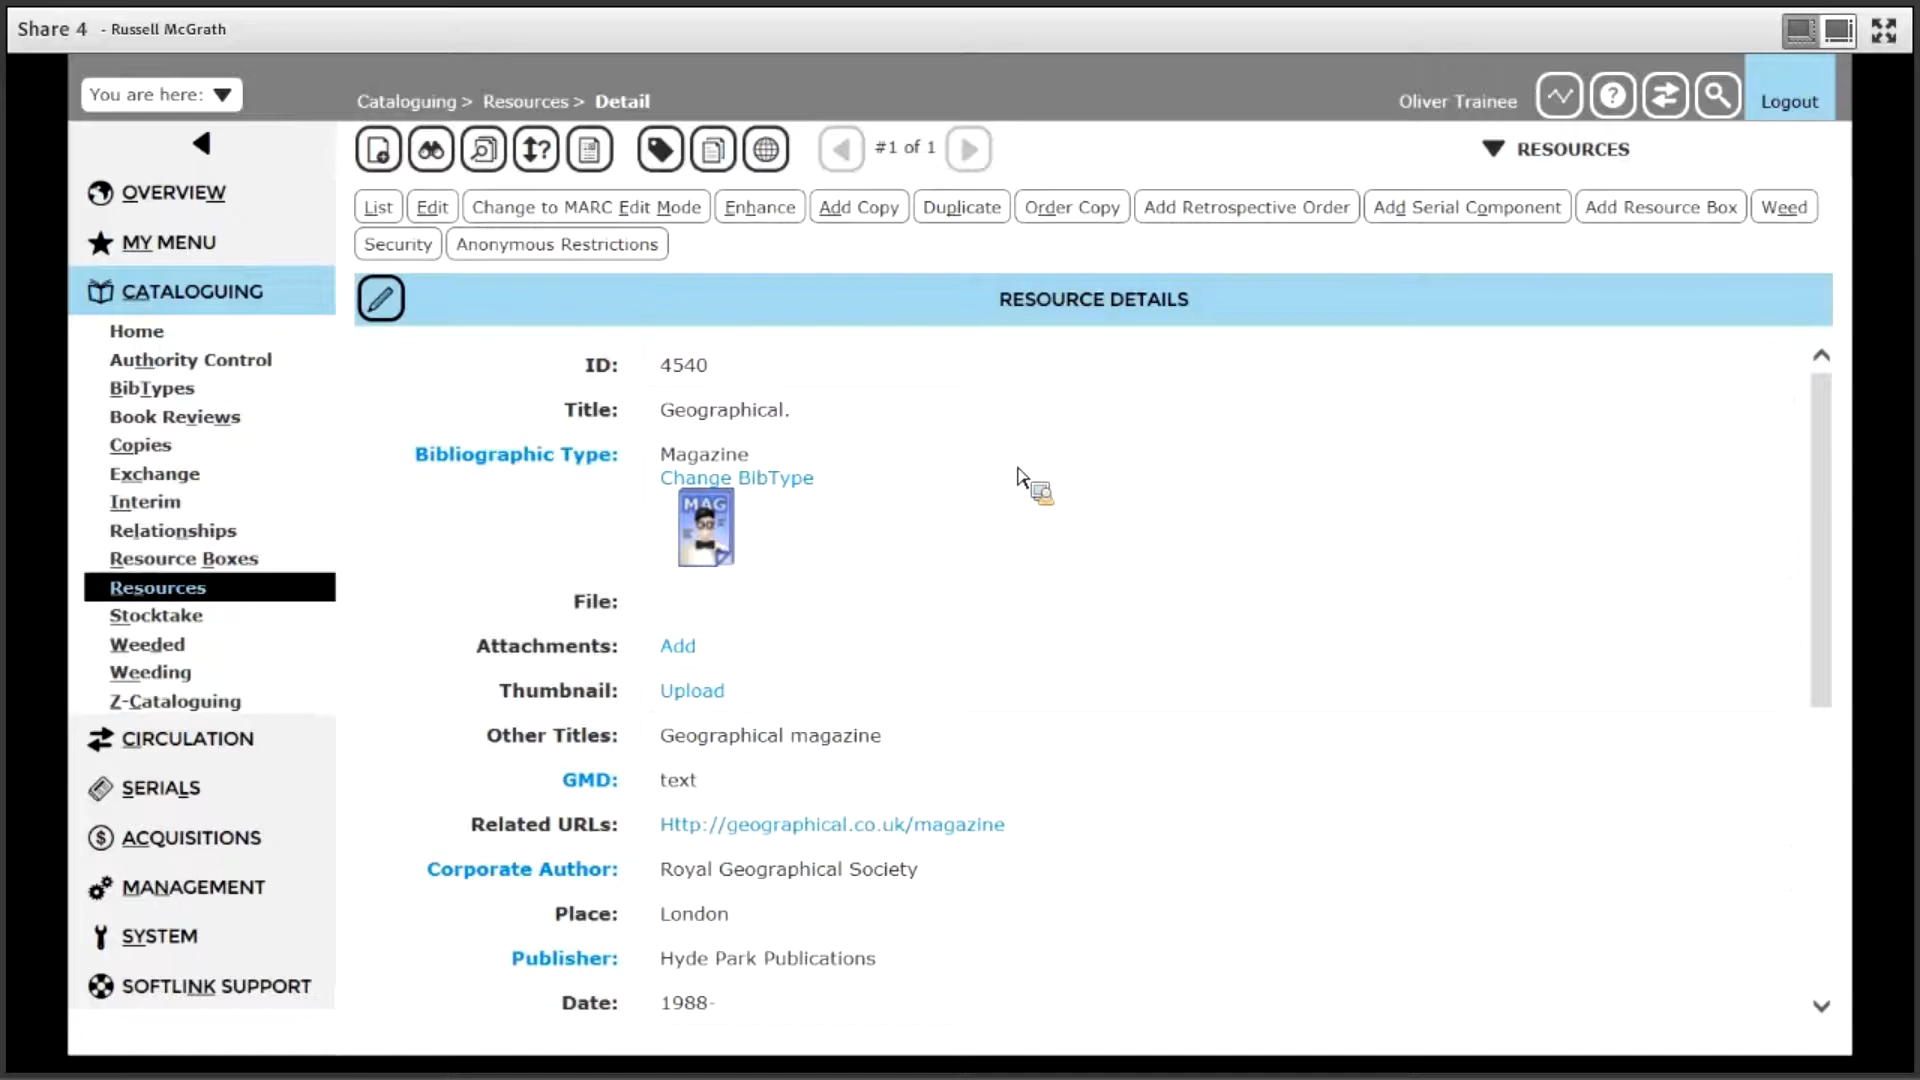 Share 4 - Russell McGrath
You are here:
Cataloguing > Resources > Detail
Oliver Trainee
Logout
#1 of 1
RESOURCES
OVERVIEW
MY MENU
CATALOGUING
Home
Authority Control
BibTypes
Book Reviews
Copies
Exchange
Interim
Relationships
Resource Boxes
Resources
Stocktake
Weeded
Weeding
Z-Cataloguing
CIRCULATION
SERIALS
ACQUISITIONS
MANAGEMENT
SYSTEM
SOFTLINK SUPPORT
List Edit Change to MARC Edit Mode Enhance Add Copy Duplicate Order Copy Add Retrospective Order Add Serial Component Add Resource Box Weed
Security Anonymous Restrictions
RESOURCE DETAILS
ID: 4540
Title: Geographical.
Bibliographic Type: Magazine
Change BibType
MAG
File:
Attachments: Add
Thumbnail: Upload
Other Titles: Geographical magazine
GMD: text
Related URLs: Http://geographical.co.uk/magazine
Corporate Author: Royal Geographical Society
Place: London
Publisher: Hyde Park Publications
Date: 1988-